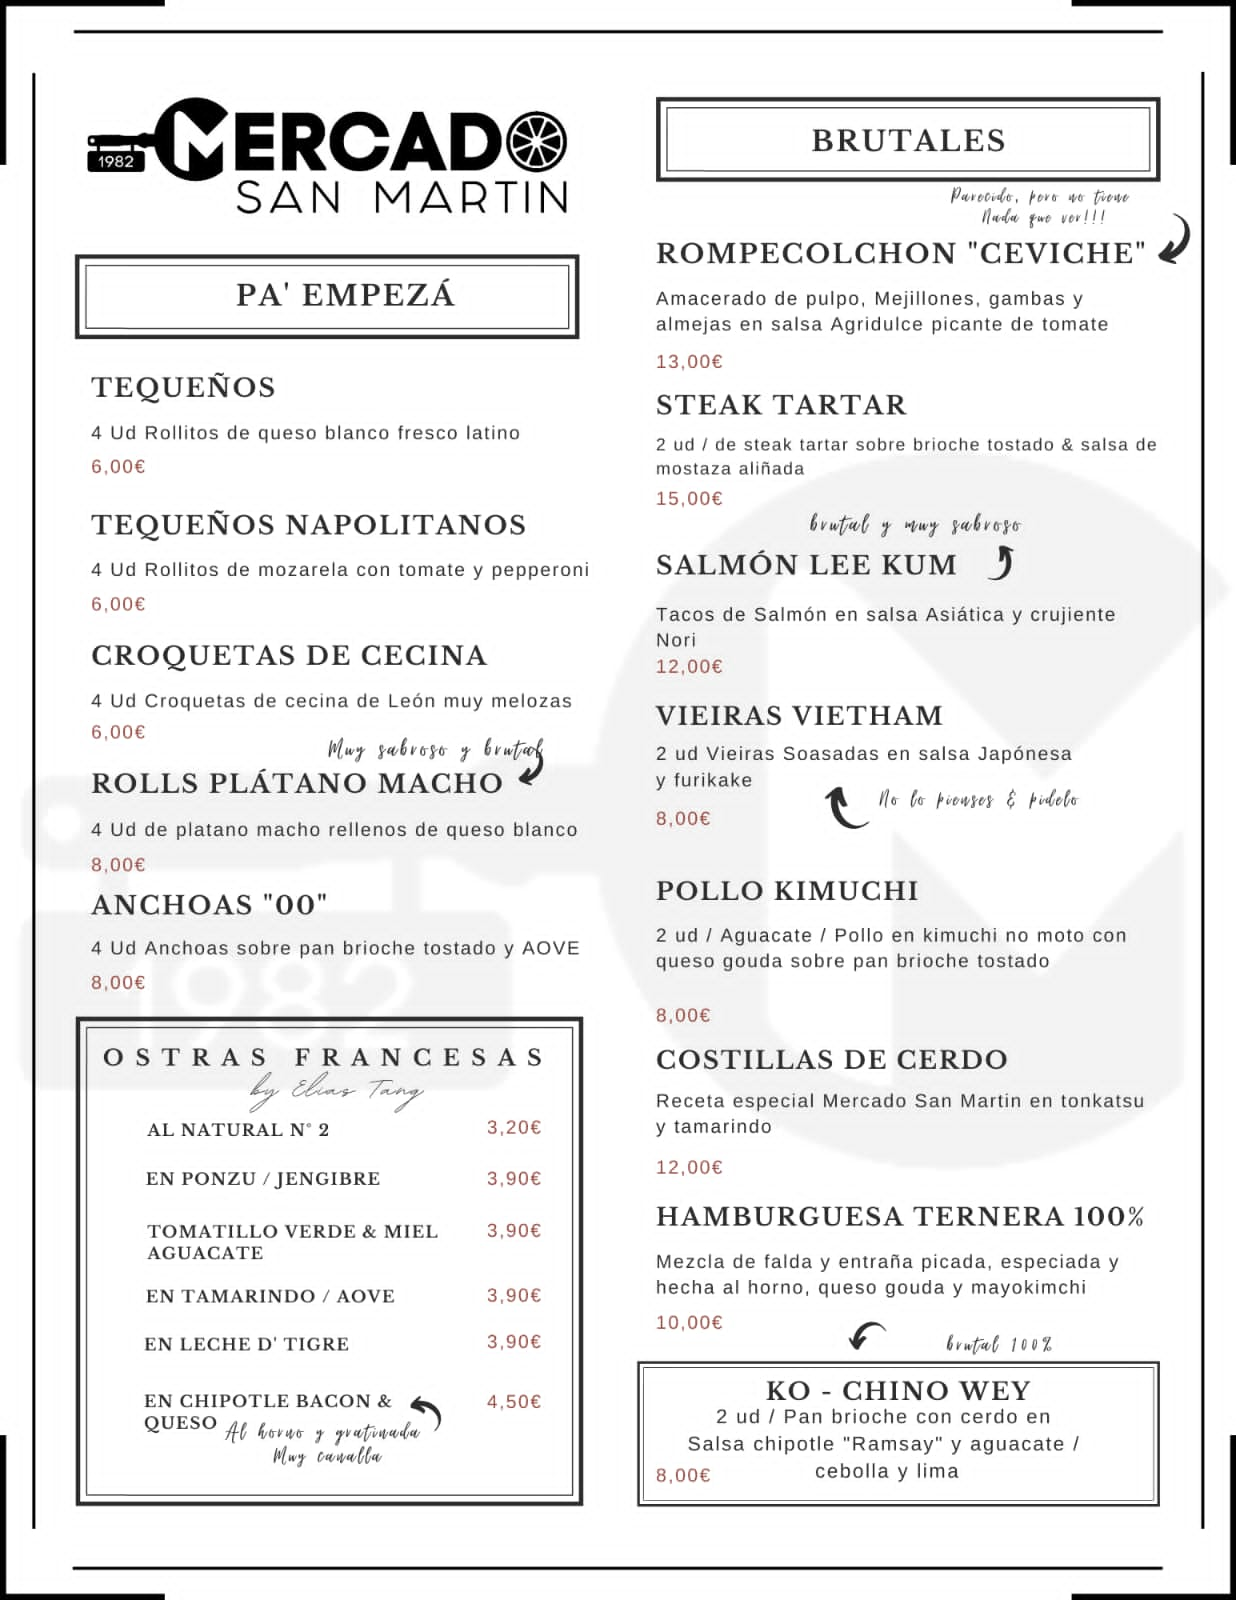 1982
MERCADO
SAN MARTIN
PA' EMPEZÁ
TEQUEÑOS
4 Ud Rollitos de queso blanco fresco latino
6,00€
TEQUEÑOS NAPOLITANOS
4 Ud Rollitos de mozarela con tomate y pepperoni
6,00€
CROQUETAS DE CECINA
4 Ud Croquetas de cecina de León muy melozas
6,00€
Muy sabroso y brutal
ROLLS PLÁTANO MACHO
4 Ud de platano macho rellenos de queso blanco
8,00€
ANCHOAS "00"
4 Ud Anchoas sobre pan brioche tostado y AOVE
8,00€
1982
OSTRAS FRANCESAS
by Elias Tang
AL NATURAL N° 2 3,20€
EN PONZU / JENGIBRE 3,90€
TOMATILLO VERDE & MIEL 3,90€
AGUACATE
EN TAMARINDO / AOVE 3,90€
EN LECHE D' TIGRE 3,90€
EN CHIPOTLE BACON & 4,50€
QUESO
Al horno y gratinada
Muy canalla
BRUTALES
Parecido, pero no tiene
Nada que ver!!!
ROMPECOLCHON "CEVICHE"
Amacerado de pulpo, Mejillones, gambas y
almejas en salsa Agridulce picante de tomate
13,00€
STEAK TARTAR
2 ud / de steak tartar sobre brioche tostado & salsa de
mostaza aliñada
15,00€
brutal y muy sabroso
SALMÓN LEE KUM
Tacos de Salmón en salsa Asiática y crujiente
Nori
12,00€
VIEIRAS VIETHAM
2 ud Vieiras Soasadas en salsa Japónesa
y furikake
No lo pienses & pidelo
8,00€
POLLO KIMUCHI
2 ud / Aguacate / Pollo en kimuchi no moto con
queso gouda sobre pan brioche tostado
8,00€
COSTILLAS DE CERDO
Receta especial Mercado San Martin en tonkatsu
y tamarindo
12,00€
HAMBURGUESA TERNERA 100%
Mezcla de falda y entraña picada, especiada y
hecha al horno, queso gouda y mayokimchi
10,00€
brutal 100%
KO - CHINO WEY
2 ud / Pan brioche con cerdo en
Salsa chipotle "Ramsay" y aguacate /
cebolla y lima
8,00€